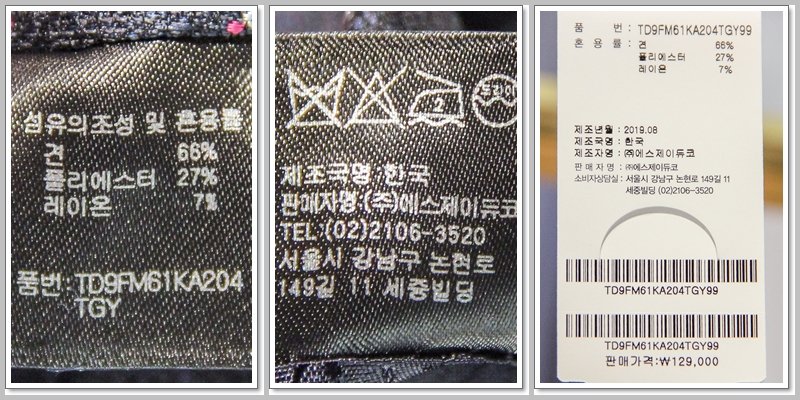 섬유의조성 및 혼용률
견 66%
폴리에스터 27%
레이온 7%
품번:TD9FM61KA204
TGY
2
드라이
제조국명:한국
판매자명:(주)에스제이듀코
TEL:(02)2106-3520
서울시 강남구 논현로
149길 11 세중빌딩
품 번 : TD9FM61KA204TGY99
혼 용 률 : 견 66%
폴리에스터 27%
레이온 7%
제조년월 : 2019.08
제조국명 : 한국
제조자명 : ㈜에스제이듀코
판 매 자 명 : ㈜에스제이듀코
소비자상담실 : 서울시 강남구 논현로 149길 11
세중빌딩 (02)2106-3520
TD9FM61KA204TGY99
TD9FM61KA204TGY99
판매가격:₩129,000